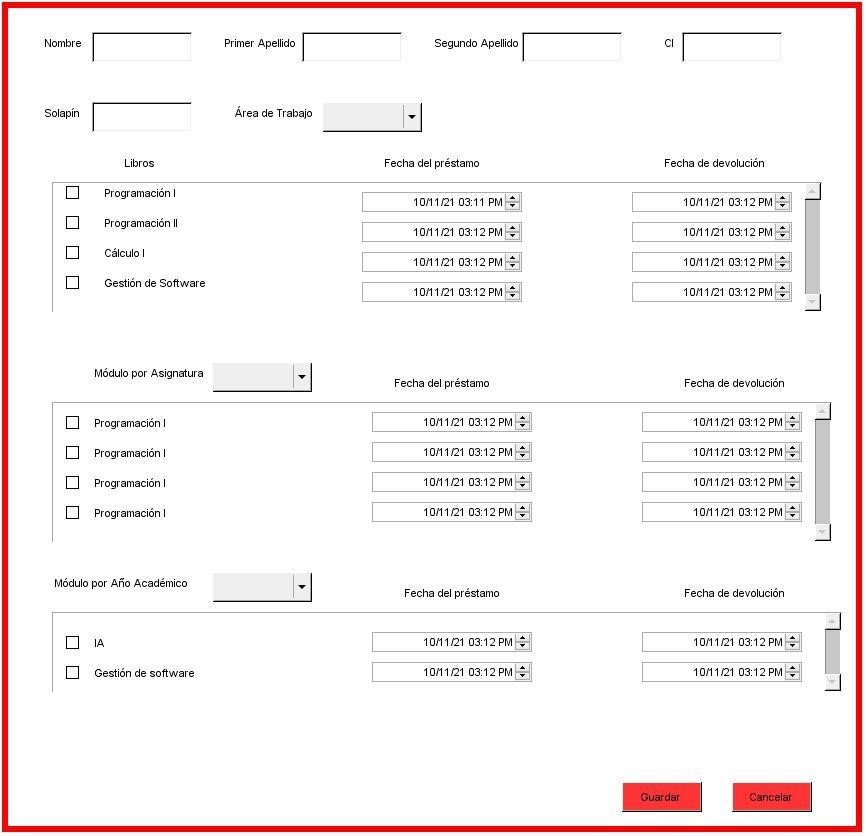 Nombre Primer Apellido Segundo Apellido CI
Solapín Área de Trabajo
Libros Fecha del préstamo Fecha de devolución
Programación I 10/11/21 03:11 PM 10/11/21 03:12 PM
Programación II 10/11/21 03:12 PM 10/11/21 03:12 PM
Cálculo I 10/11/21 03:12 PM 10/11/21 03:12 PM
Gestión de Software 10/11/21 03:12 PM 10/11/21 03:12 PM
Módulo por Asignatura Fecha del préstamo Fecha de devolución
Programación I 10/11/21 03:12 PM 10/11/21 03:12 PM
Programación I 10/11/21 03:12 PM 10/11/21 03:12 PM
Programación I 10/11/21 03:12 PM 10/11/21 03:12 PM
Programación I 10/11/21 03:12 PM 10/11/21 03:12 PM
Módulo por Año Académico Fecha del préstamo Fecha de devolución
IA 10/11/21 03:12 PM 10/11/21 03:12 PM
Gestión de software 10/11/21 03:12 PM 10/11/21 03:12 PM
Guardar Cancelar